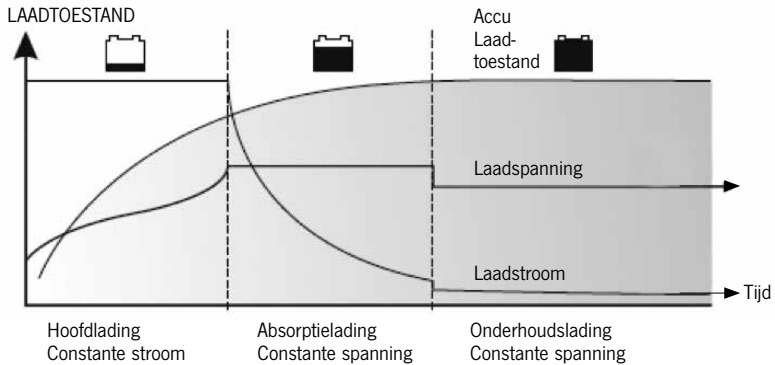 LAADTOESTAND
Accu
Laad-
toestand
Laadspanning
Laadstroom
Tijd
Hoofdlading
Constante stroom
Absorptielading
Constante spanning
Onderhoudslading
Constante spanning